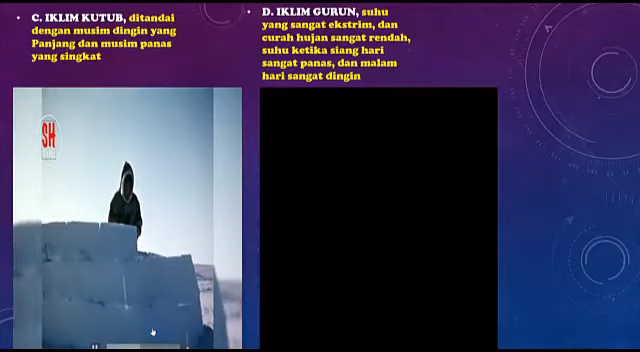 C. IKLIM KUTUB, ditandai
dengan musim dingin yang
Panjang dan musim panas
yang singkat
D. IKLIM GURUN, suhu
yang sangat ekstrim, dan
curah hujan sangat rendah,
suhu ketika siang hari
sangat panas, dan malam
hari sangat dingin
SH